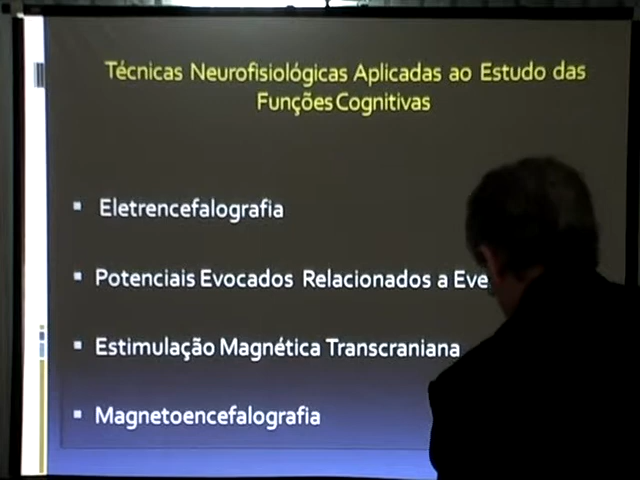 Técnicas Neurofisiológicas Aplicadas ao Estudo das
Funções Cognitivas
Eletrencefalografia
Potenciais Evocados Relacionados a
Estimulação Magnética Transcraniana
Magnetoencefalografia